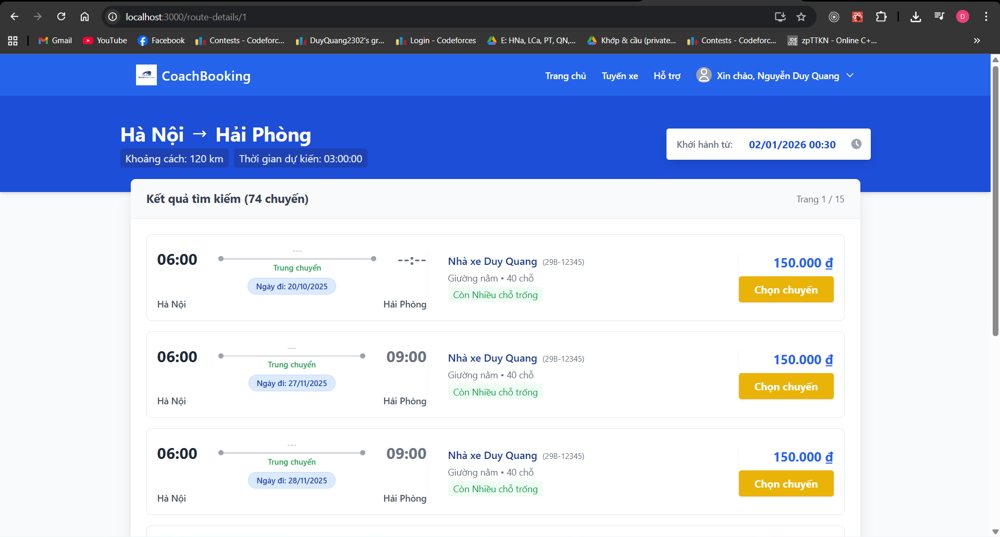 localhost:3000/route-details/1
D
Gmail
YouTube
Facebook
Contests - Codeforc...
DuyQuang2302's gr...
Login - Codeforces
E: HNa, LCa, PT, QN,...
Khớp & cầu (private...
Contests - Codeforc...
IDE ONE
zpTTKN - Online C+...
CoachBooking
Trang chủ
Tuyến xe
Hỗ trợ
Xin chào, Nguyễn Duy Quang
Hà Nội → Hải Phòng
Khoảng cách: 120 km
Thời gian dự kiến: 03:00:00
Khởi hành từ:
02/01/2026 00:30
Kết quả tìm kiếm (74 chuyến)
Trang 1 / 15
06:00
---
Trung chuyển
Ngày đi: 20/10/2025
--:--
Hà Nội
Hải Phòng
Nhà xe Duy Quang (29B-12345)
Giường nằm • 40 chỗ
Còn Nhiều chỗ trống
150.000 ₫
Chọn chuyến
06:00
---
Trung chuyển
Ngày đi: 27/11/2025
09:00
Hà Nội
Hải Phòng
Nhà xe Duy Quang (29B-12345)
Giường nằm • 40 chỗ
Còn Nhiều chỗ trống
150.000 ₫
Chọn chuyến
06:00
---
Trung chuyển
Ngày đi: 28/11/2025
09:00
Hà Nội
Hải Phòng
Nhà xe Duy Quang (29B-12345)
Giường nằm • 40 chỗ
Còn Nhiều chỗ trống
150.000 ₫
Chọn chuyến